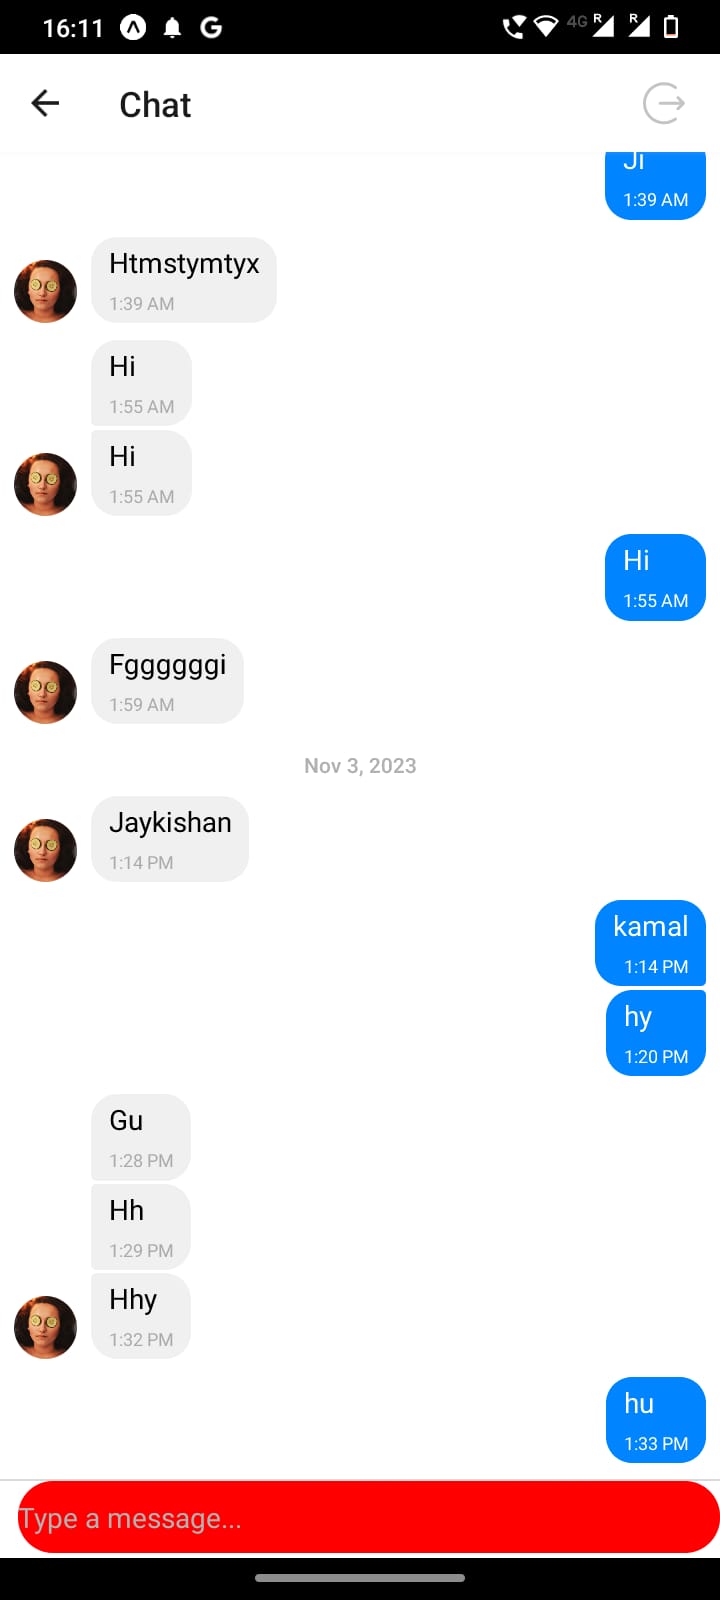 16:11 4G R R
Chat
Ji
1:39 AM
Htmstymtyx
1:39 AM
Hi
1:55 AM
Hi
1:55 AM
Hi
1:55 AM
Fggggggi
1:59 AM
Nov 3, 2023
Jaykishan
1:14 PM
kamal
1:14 PM
hy
1:20 PM
Gu
1:28 PM
Hh
1:29 PM
Hhy
1:32 PM
hu
1:33 PM
Type a message...